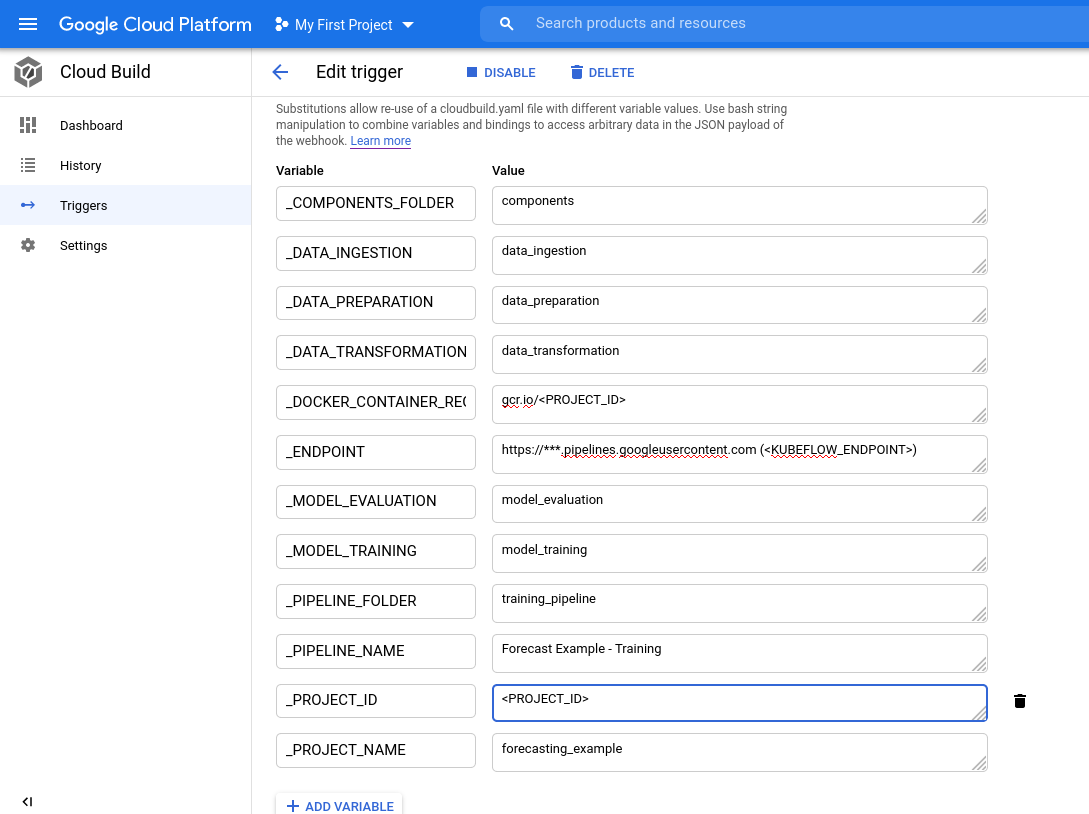 Google Cloud Platform
My First Project
Search products and resources
Cloud Build
Edit trigger
DISABLE
DELETE
Dashboard
History
Triggers
Settings
Substitutions allow re-use of a cloudbuild.yaml file with different variable values. Use bash string
manipulation to combine variables and bindings to access arbitrary data in the JSON payload of
the webhook. Learn more
Variable Value
_COMPONENTS_FOLDER components
_DATA_INGESTION data_ingestion
_DATA_PREPARATION data_preparation
_DATA_TRANSFORMATION data_transformation
_DOCKER_CONTAINER_REG gcr.io/<PROJECT_ID>
_ENDPOINT https://***.pipelines.googleusercontent.com (<KUBEFLOW_ENDPOINT>)
_MODEL_EVALUATION model_evaluation
_MODEL_TRAINING model_training
_PIPELINE_FOLDER training_pipeline
_PIPELINE_NAME Forecast Example - Training
_PROJECT_ID <PROJECT_ID>
_PROJECT_NAME forecasting_example
ADD VARIABLE